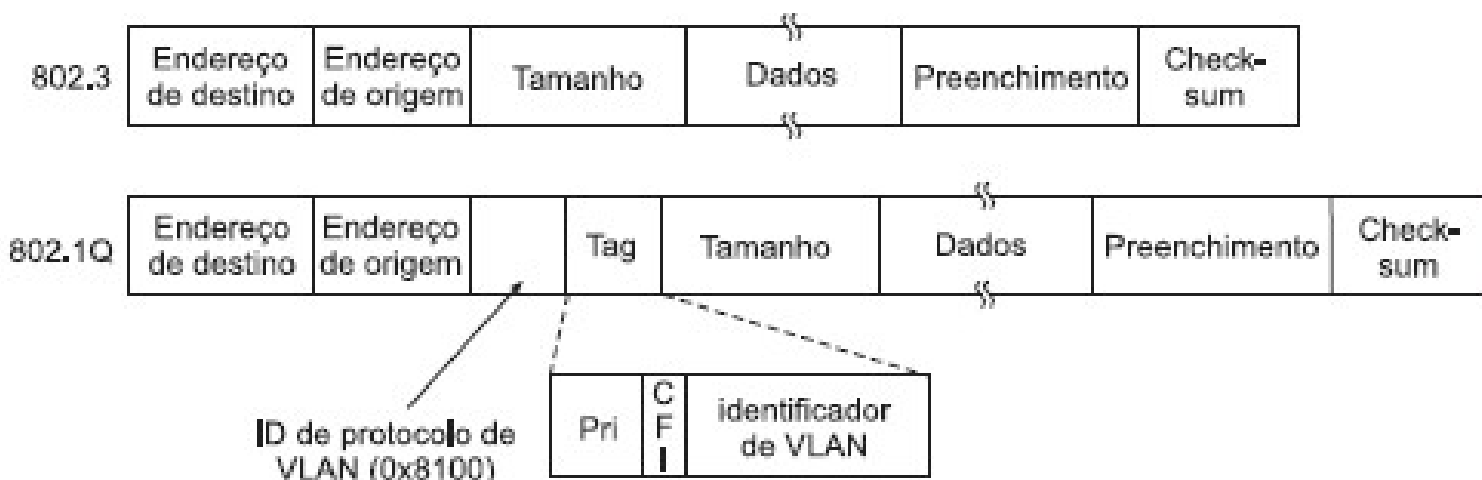 802.3
Endereço
de destino
Endereço
de origem
Tamanho
Dados
Preenchimento
Check-
sum
802.1Q
Endereço
de destino
Endereço
de origem
Tag
Tamanho
Dados
Preenchimento
Check-
sum
ID de protocolo de
VLAN (0x8100)
Pri
C
F
I
identificador
de VLAN